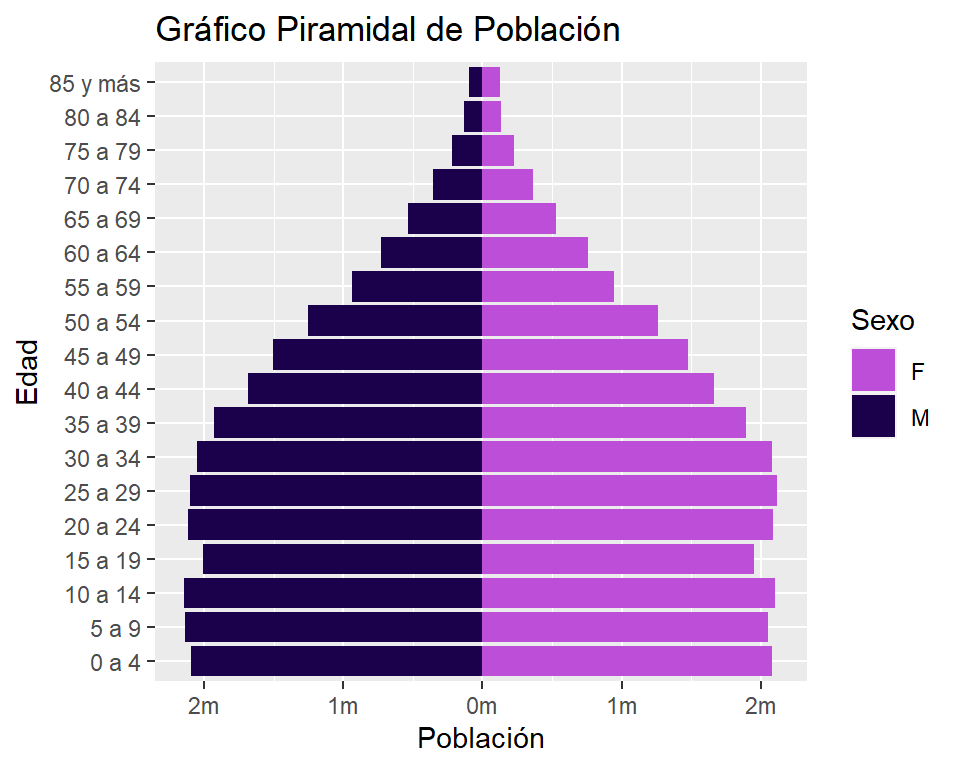 Gráfico Piramidal de Población
85 y más
80 a 84
75 a 79
70 a 74
65 a 69
60 a 64
55 a 59
50 a 54
45 a 49
40 a 44
35 a 39
30 a 34
25 a 29
20 a 24
15 a 19
10 a 14
5 a 9
0 a 4
Edad
2m 1m 0m 1m 2m
Población
Sexo
F
M